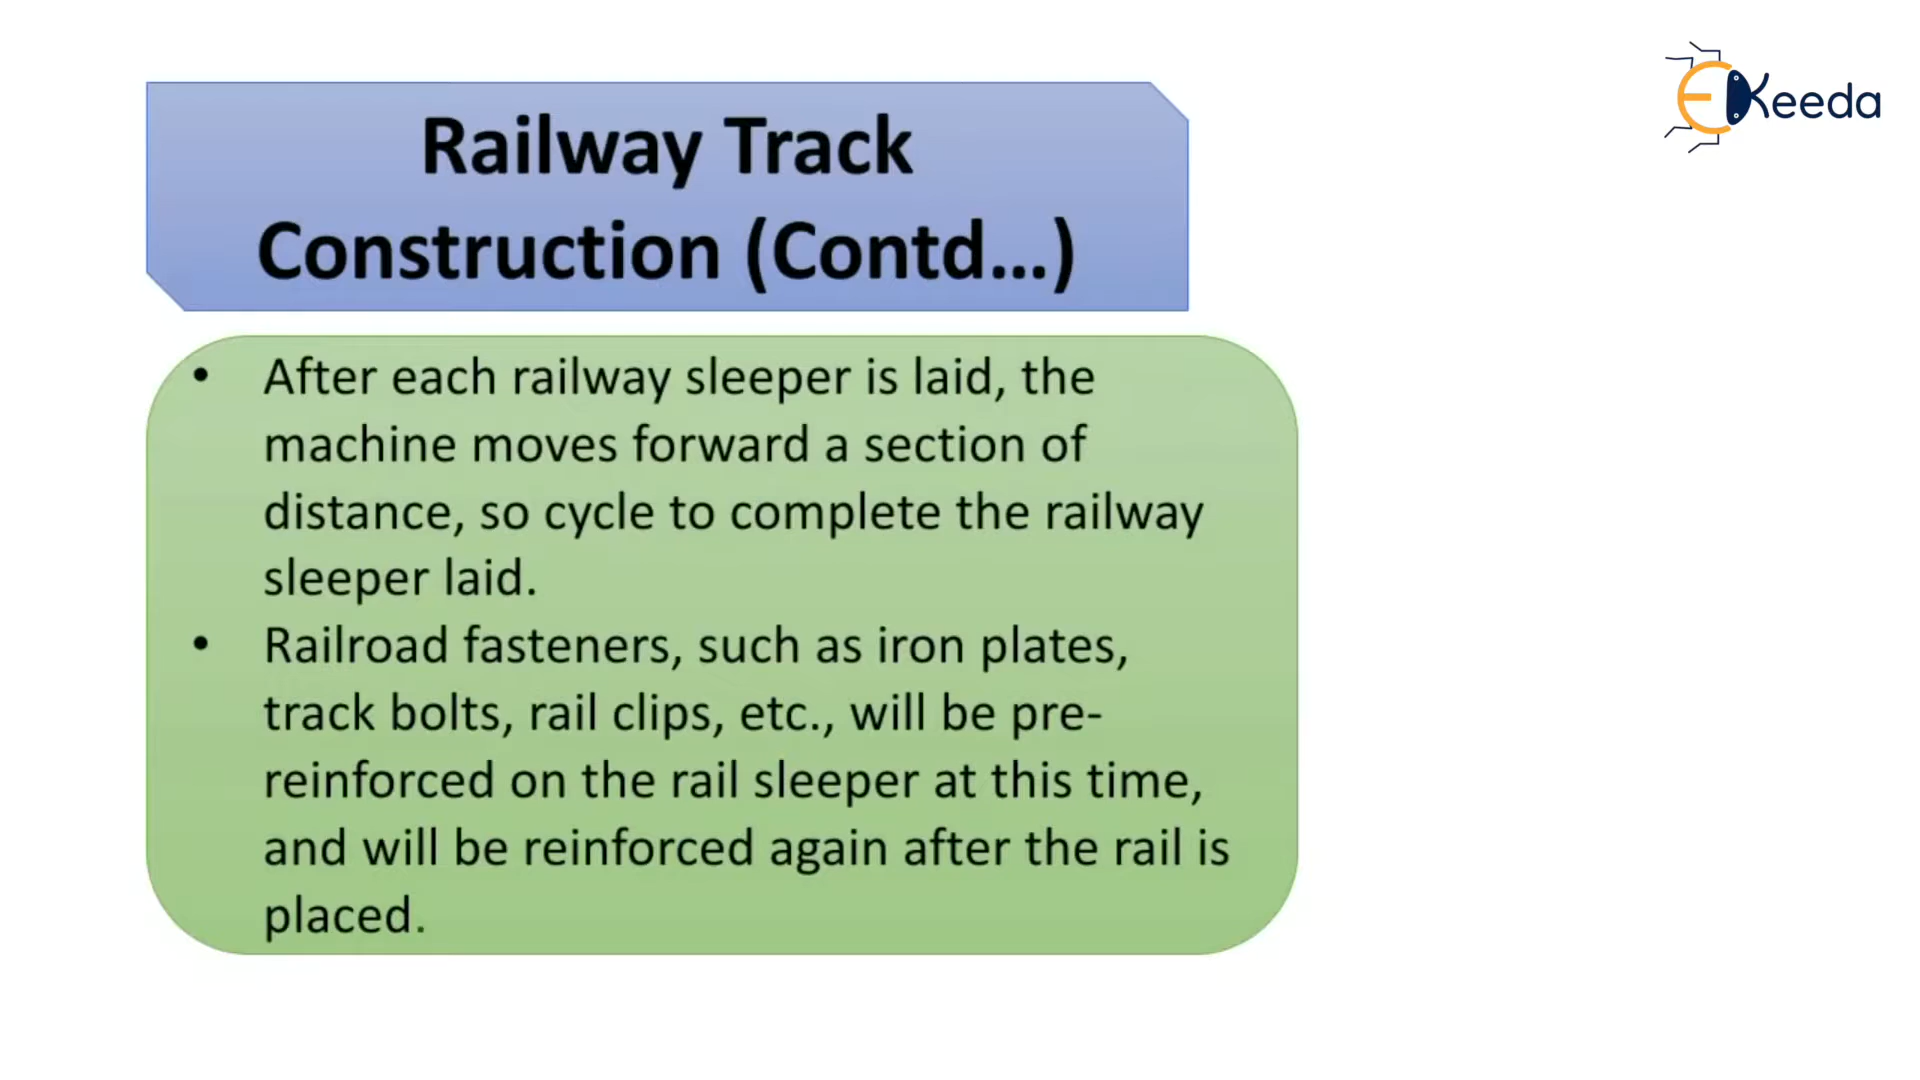 EKeeda
Railway Track
Construction (Contd...)
• After each railway sleeper is laid, the
machine moves forward a section of
distance, so cycle to complete the railway
sleeper laid.
• Railroad fasteners, such as iron plates,
track bolts, rail clips, etc., will be pre-
reinforced on the rail sleeper at this time,
and will be reinforced again after the rail is
placed.